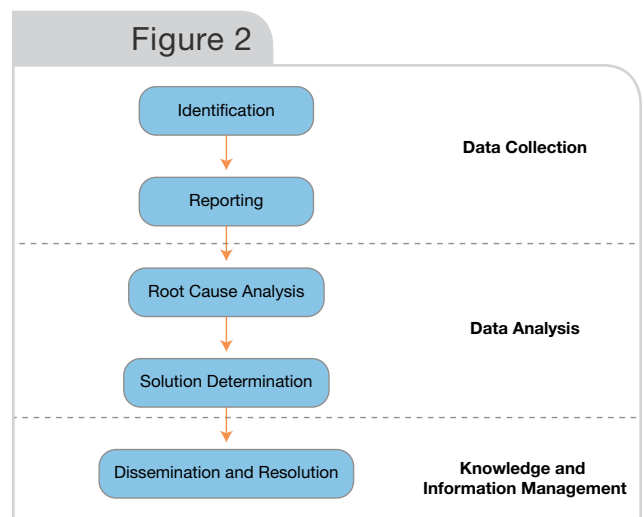 Figure 2
Identification
Data Collection
Reporting
Root Cause Analysis
Data Analysis
Solution Determination
Dissemination and Resolution
Knowledge and
Information Management